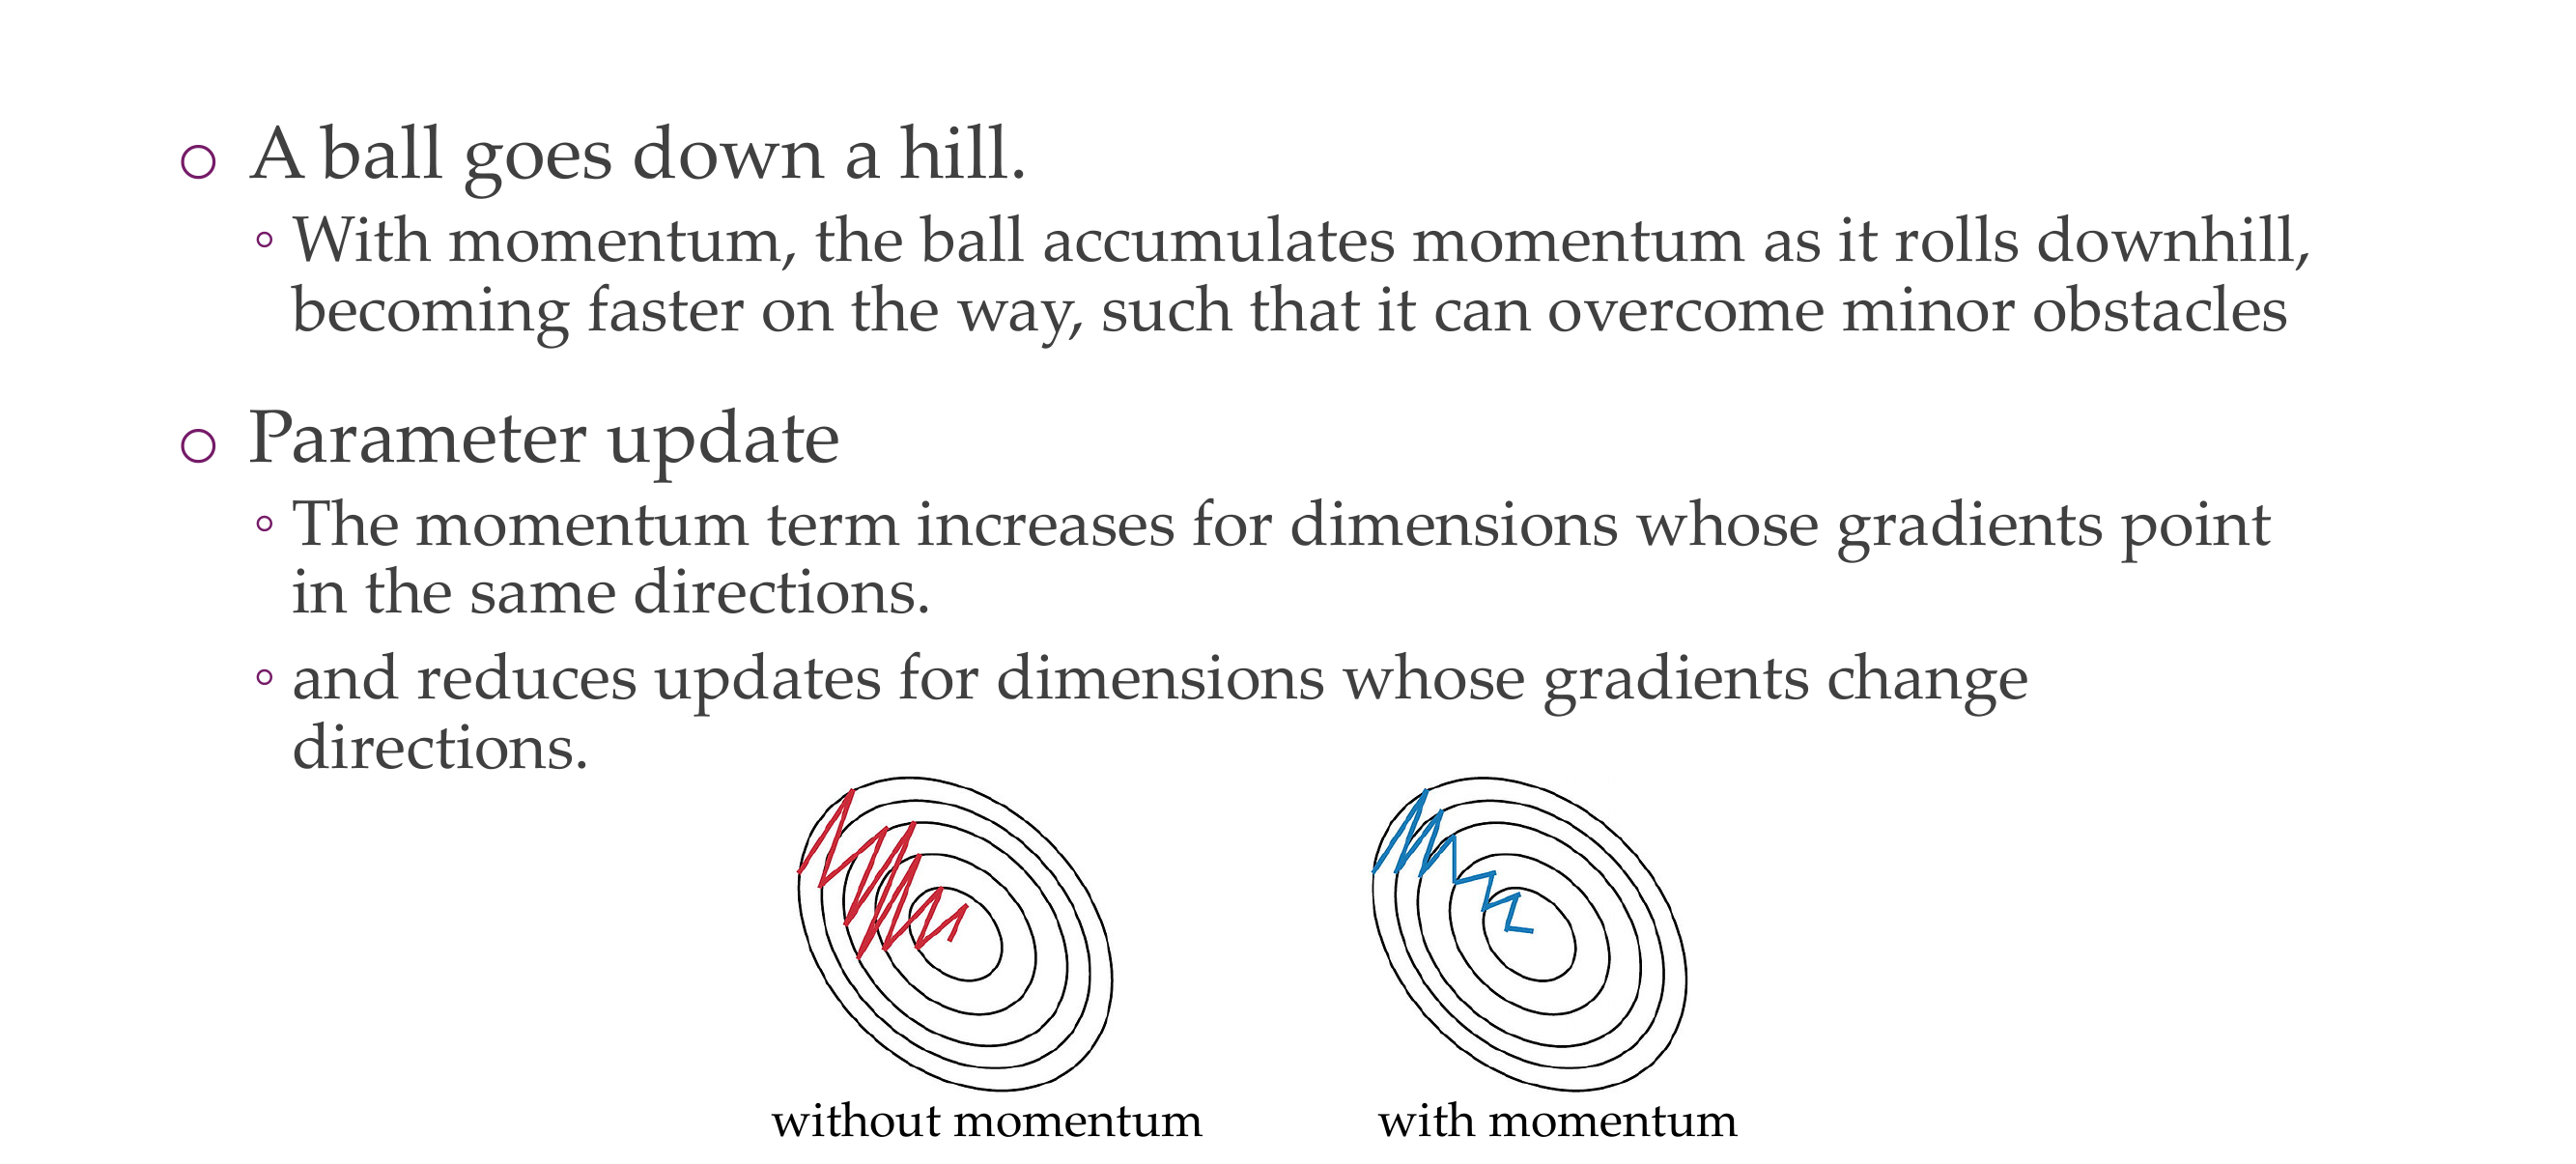 A ball goes down a hill.
With momentum, the ball accumulates momentum as it rolls downhill,
becoming faster on the way, such that it can overcome minor obstacles
Parameter update
The momentum term increases for dimensions whose gradients point
in the same directions.
and reduces updates for dimensions whose gradients change
directions.
without momentum
with momentum